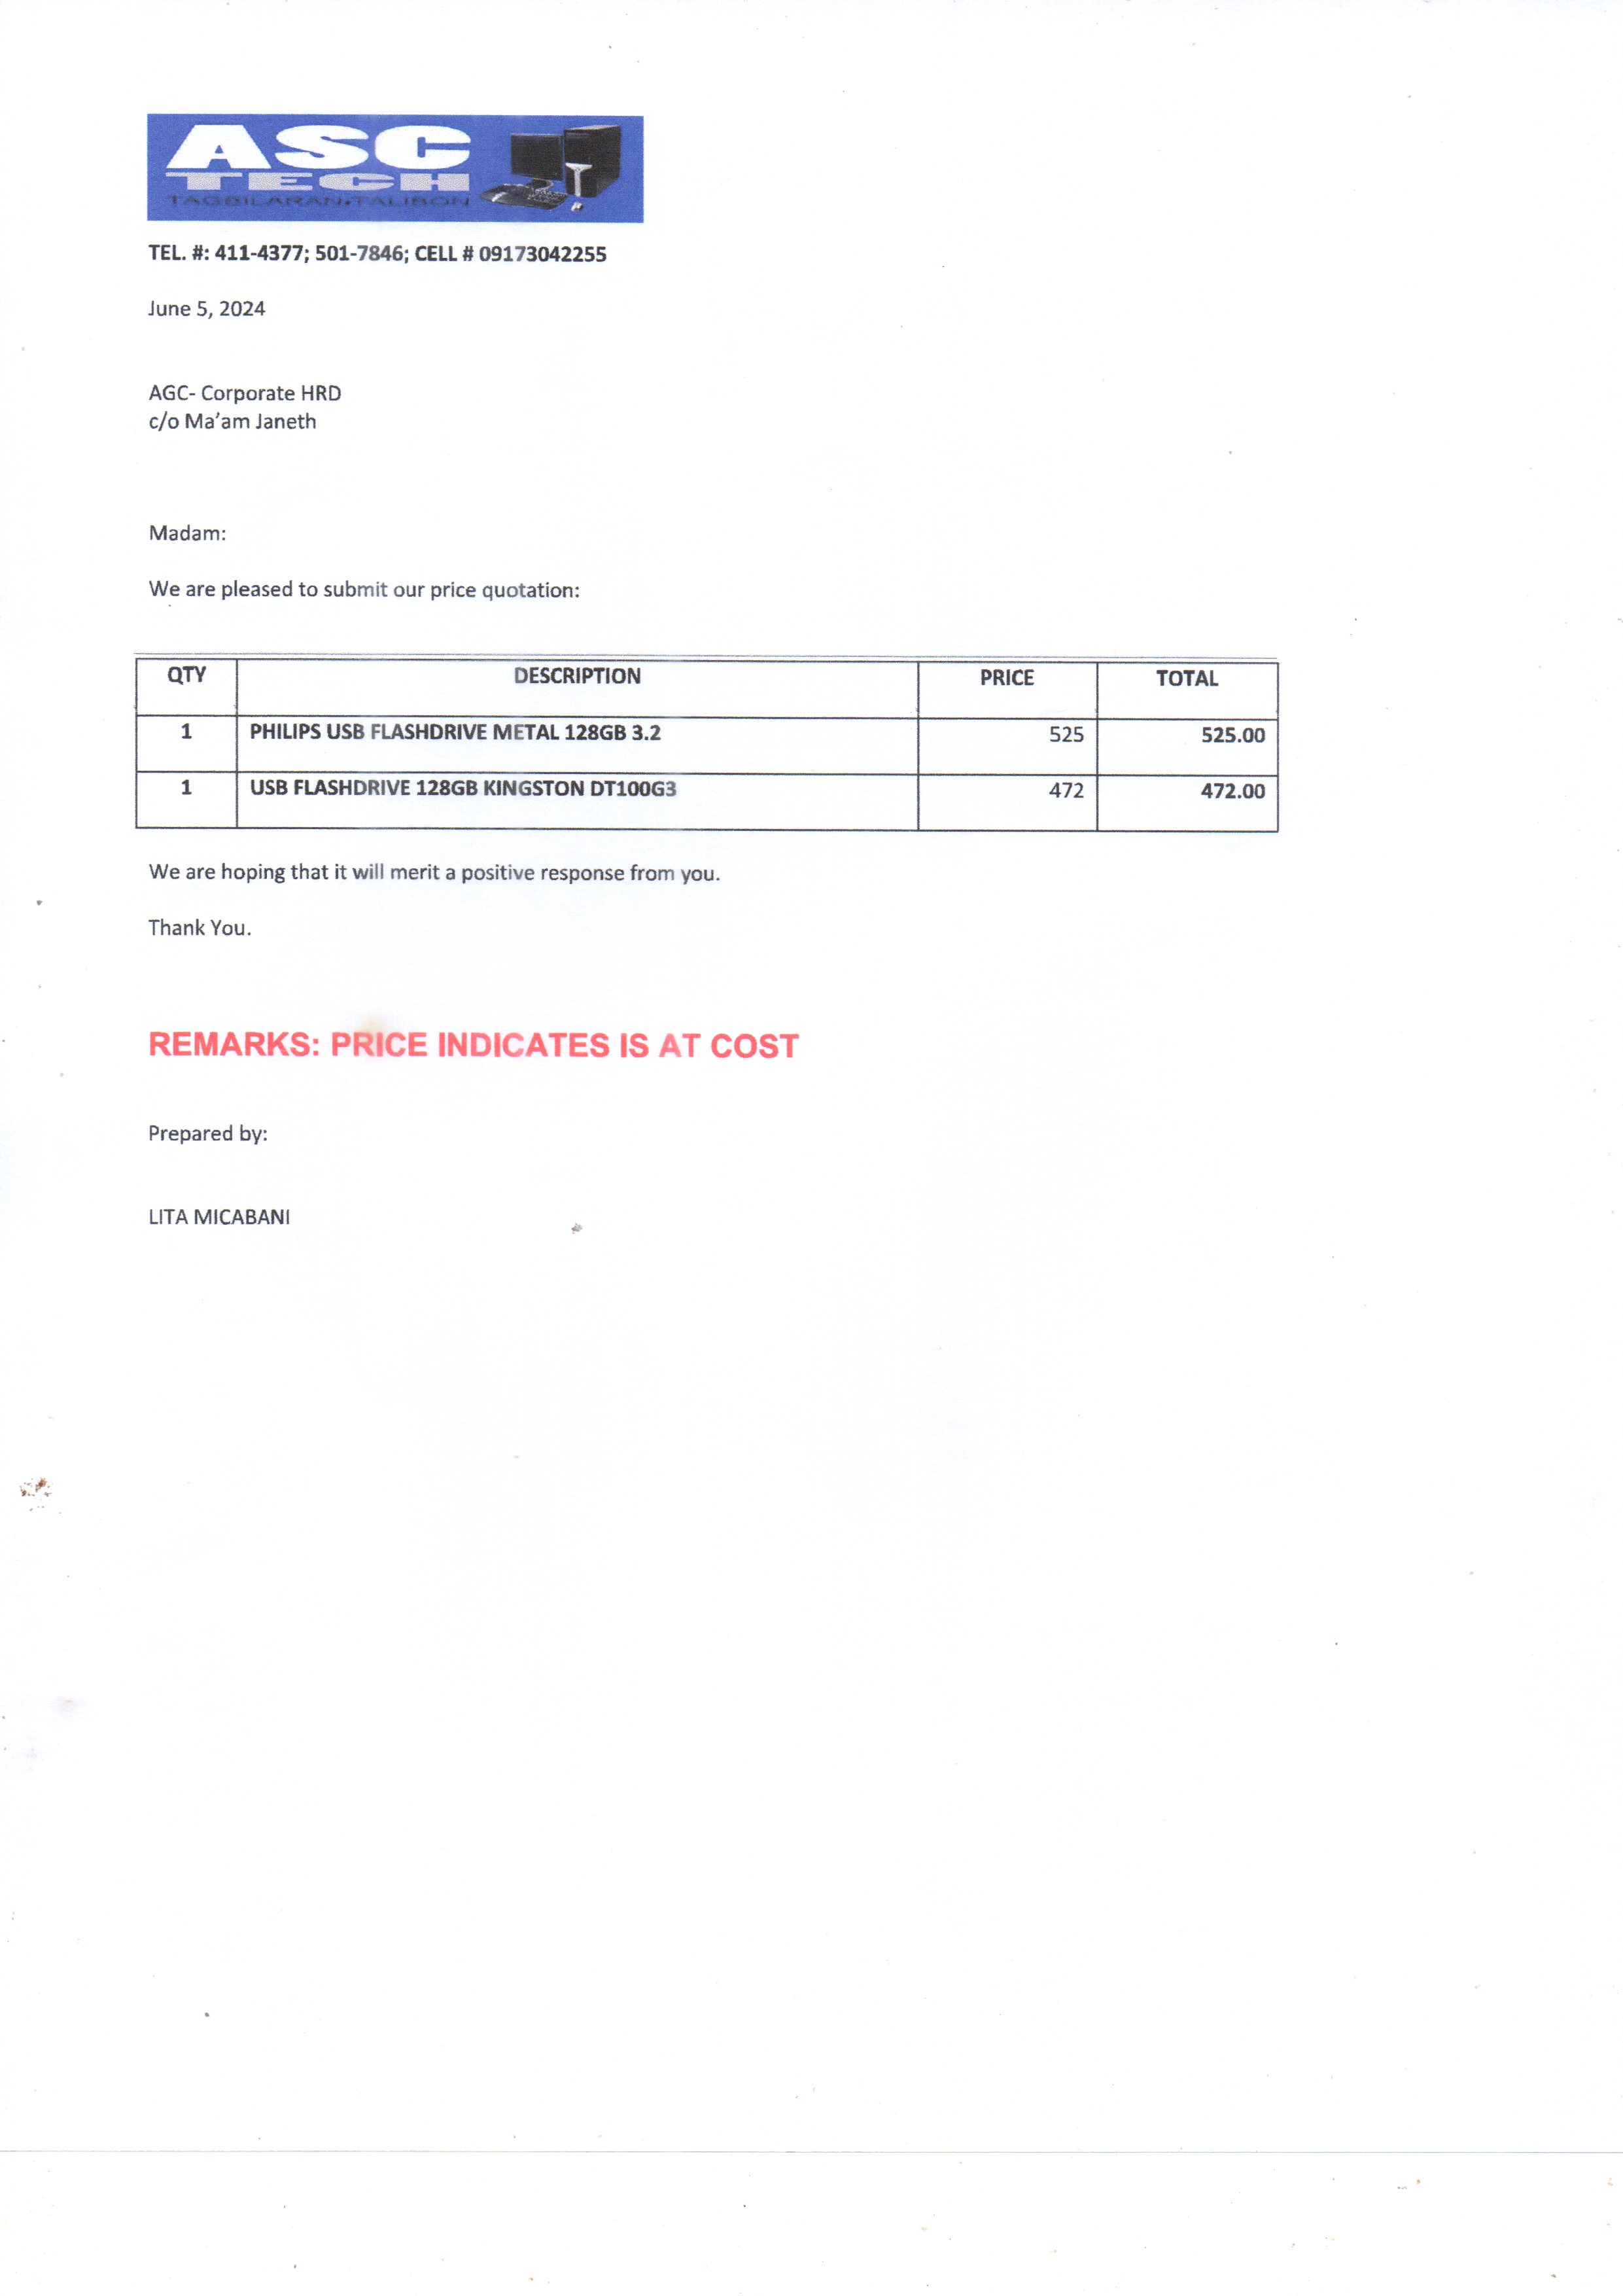 ASC
TECH
TAGBILARAN•TALIBON
TEL. #: 411-4377; 501-7846; CELL # 09173042255
June 5, 2024
AGC- Corporate HRD
c/o Ma'am Janeth
Madam:
We are pleased to submit our price quotation:
QTY DESCRIPTION PRICE TOTAL
1 PHILIPS USB FLASHDRIVE METAL 128GB 3.2 525 525.00
1 USB FLASHDRIVE 128GB KINGSTON DT100G3 472 472.00
We are hoping that it will merit a positive response from you.
Thank You.
REMARKS: PRICE INDICATES IS AT COST
Prepared by:
LITA MICABANI